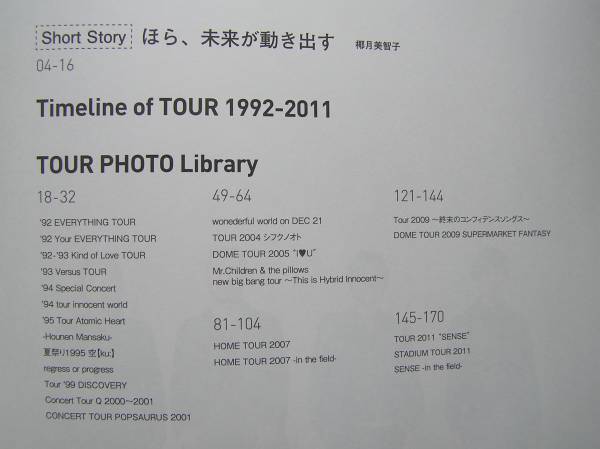 Short Story ほら、未来が動き出す 椰月美智子
04-16
Timeline of TOUR 1992-2011
TOUR PHOTO Library
18-32
'92 EVERYTHING TOUR
'92 Your EVERYTHING TOUR
'92-'93 Kind of Love TOUR
'93 Versus TOUR
'94 Special Concert
'94 tour innocent world
'95 Tour Atomic Heart
-Hounen Mansaku-
夏祭り1995 空【ku:】
regress or progress
Tour '99 DISCOVERY
Concert Tour Q 2000〜2001
CONCERT TOUR POPSAURUS 2001
49-64
wonederful world on DEC 21
TOUR 2004 シフクノオト
DOME TOUR 2005 "I♥U"
Mr.Children & the pillows
new big bang tour 〜This is Hybrid Innocent〜
81-104
HOME TOUR 2007
HOME TOUR 2007 -in the field-
121-144
Tour 2009 〜終末のコンフィデンスソングス〜
DOME TOUR 2009 SUPERMARKET FANTASY
145-170
TOUR 2011 "SENSE"
STADIUM TOUR 2011
SENSE -in the field-